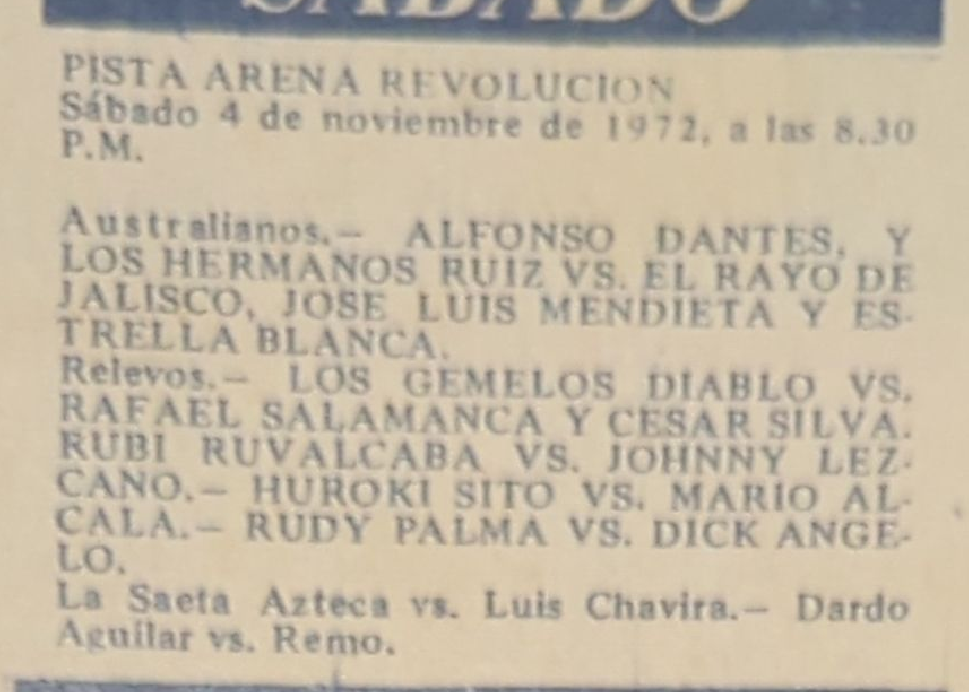 SABADO
PISTA ARENA REVOLUCION
Sábado 4 de noviembre de 1972, a las 8.30
P.M.
Australianos.— ALFONSO DANTES, Y
LOS HERMANOS RUIZ VS. EL RAYO DE
JALISCO, JOSE LUIS MENDIETA Y ES-
TRELLA BLANCA.
Relevos.— LOS GEMELOS DIABLO VS.
RAFAEL SALAMANCA Y CESAR SILVA.
RUBI RUVALCABA VS. JOHNNY LEZ-
CANO.— HUROKI SITO VS. MARIO AL-
CALA.— RUDY PALMA VS. DICK ANGE-
LO.
La Saeta Azteca vs. Luis Chavira.— Dardo
Aguilar vs. Remo.